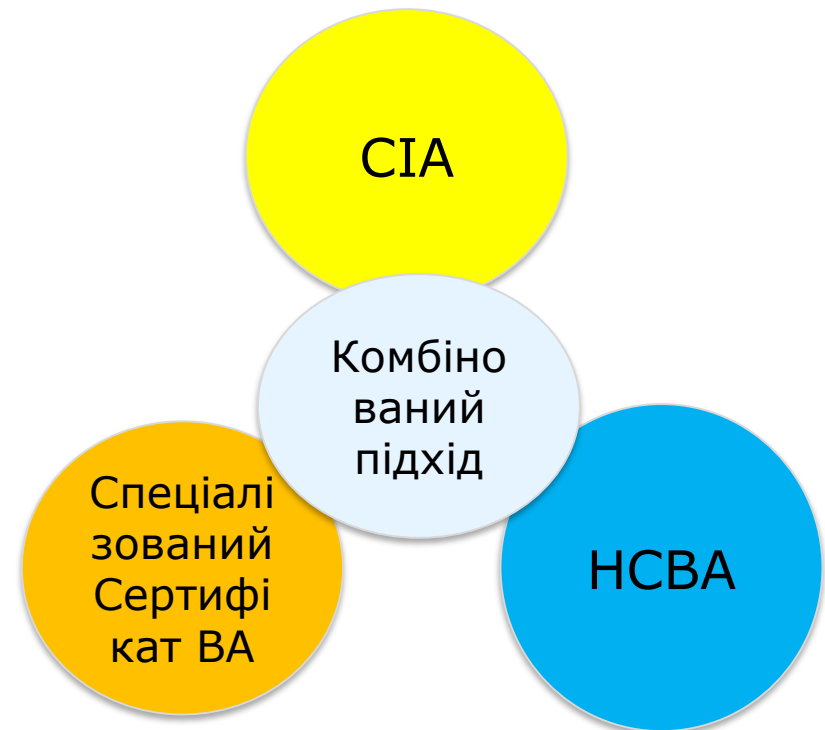 CIA
Комбіно
ваний
підхід
Спеціалі
зований
Сертифі
кат ВА
НСВА